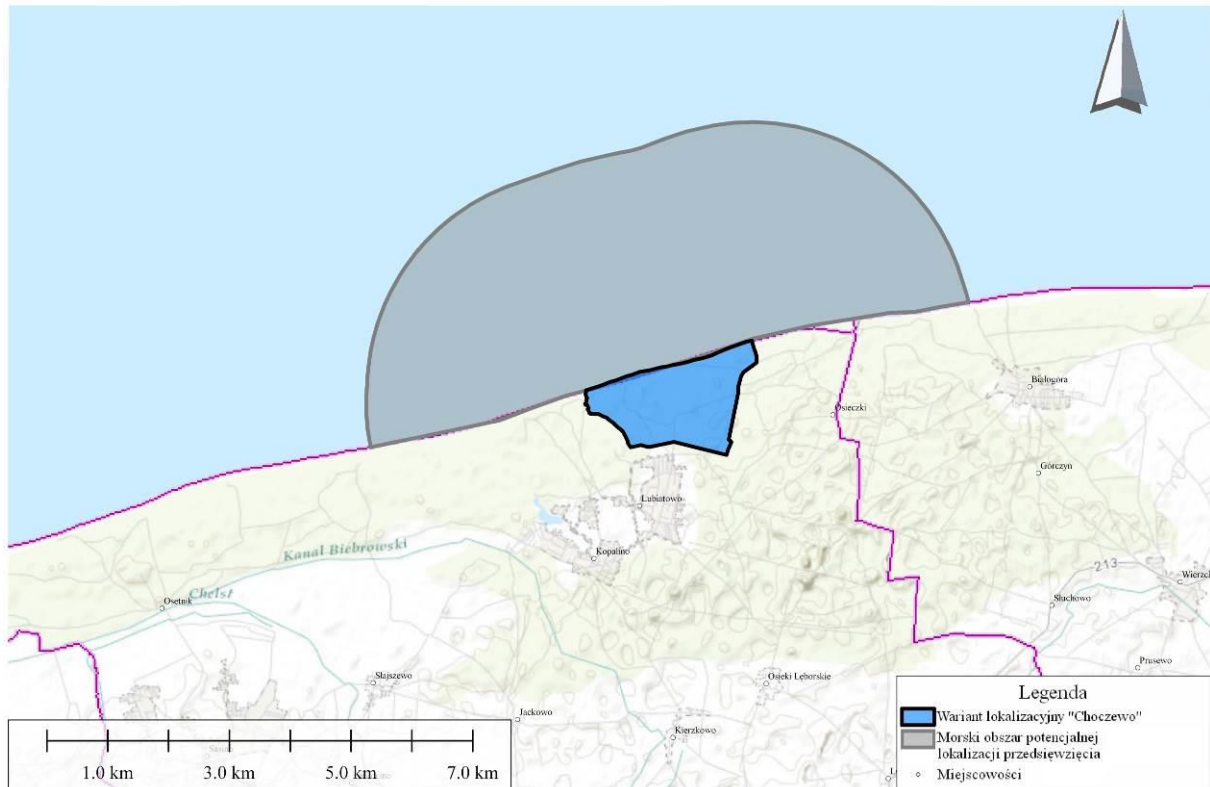 Białogóra
Osieczki
Górczyn
Lubiatowo
Kopalino
Kanał Biebrowski
Chełst
Osetnik
213
Wierzch
Słuchowo
Prusewo
Słajszewo
Osieki Lęborskie
Jackowo
Kierzkowo
Sasino
1.0 km 3.0 km 5.0 km 7.0 km
Legenda
Wariant lokalizacyjny "Choczewo"
Morski obszar potencjalnej
lokalizacji przedsięwzięcia
Miejscowości